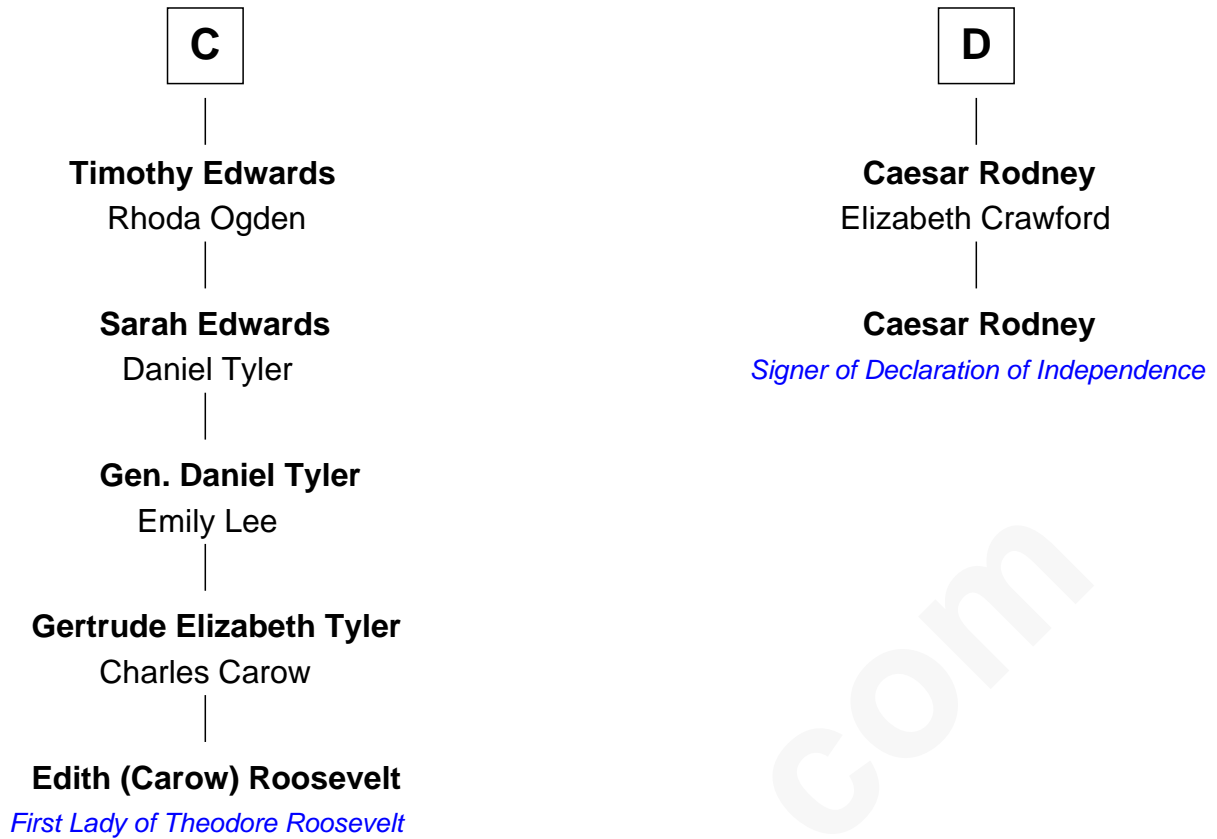 C
Timothy Edwards
Rhoda Ogden
Sarah Edwards
Daniel Tyler
Gen. Daniel Tyler
Emily Lee
Gertrude Elizabeth Tyler
Charles Carow
Edith (Carow) Roosevelt
First Lady of Theodore Roosevelt
D
Caesar Rodney
Elizabeth Crawford
Caesar Rodney
Signer of Declaration of Independence
com